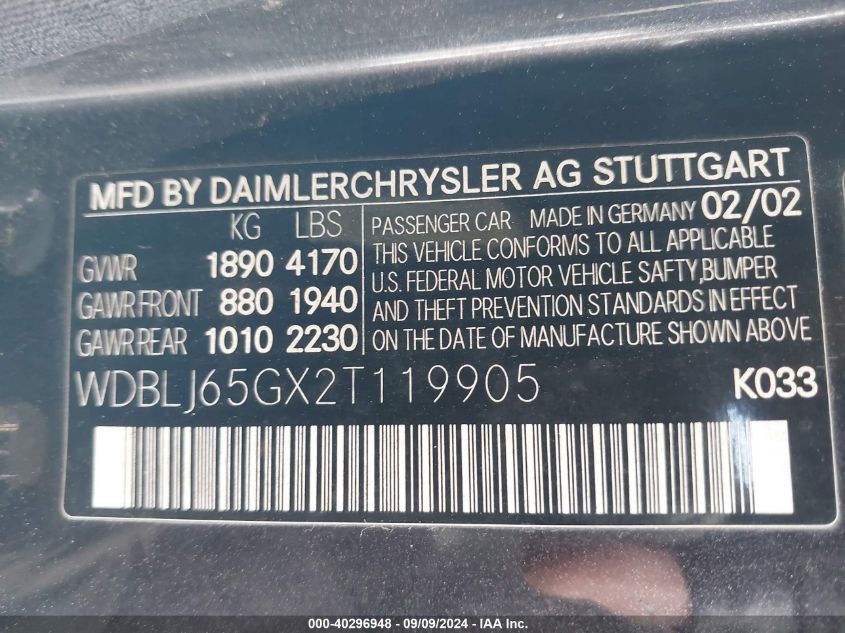 MFD BY DAIMLERCHRYSLER AG STUTTGART
KG LBS
GVWR 1890 4170
GAWR FRONT 880 1940
GAWR REAR 1010 2230
PASSENGER CAR MADE IN GERMANY 02/02
THIS VEHICLE CONFORMS TO ALL APPLICABLE
U.S. FEDERAL MOTOR VEHICLE SAFTY,BUMPER
AND THEFT PREVENTION STANDARDS IN EFFECT
ON THE DATE OF MANUFACTURE SHOWN ABOVE
WDBLJ65GX2T119905 K033
000-40296948 - 09/09/2024 - IAA Inc.